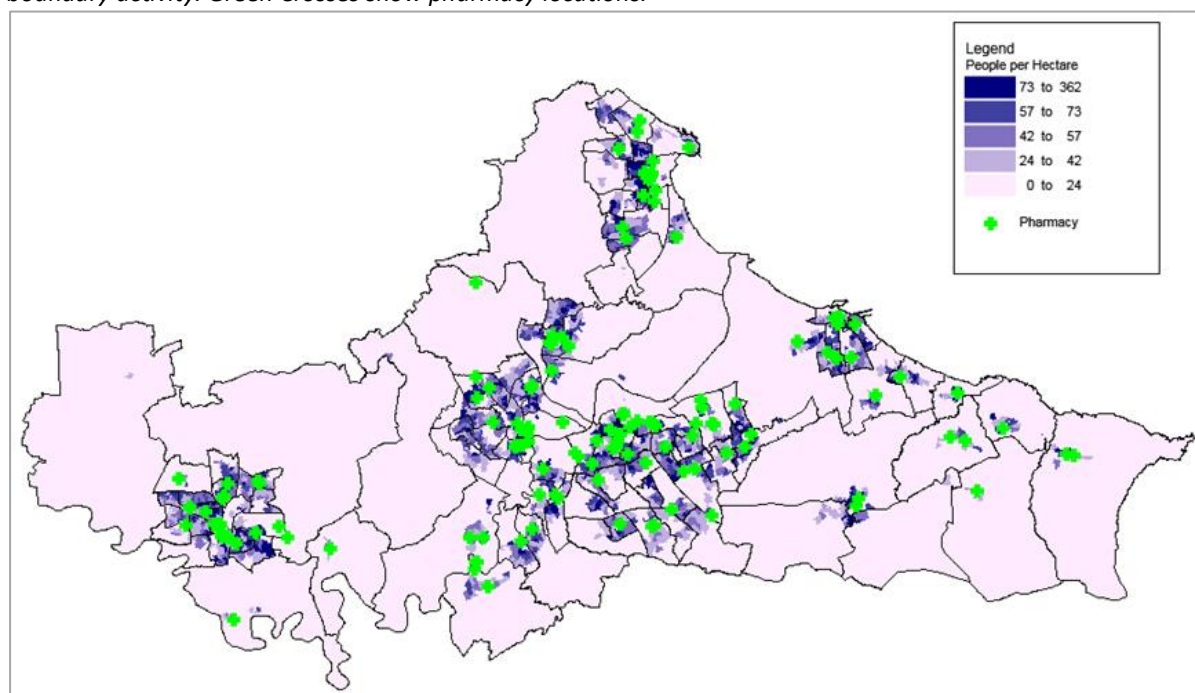 boundary activity. Green Crosses show pharmacy locations.
Legend
People per Hectare
73 to 362
57 to 73
42 to 57
24 to 42
0 to 24
Pharmacy